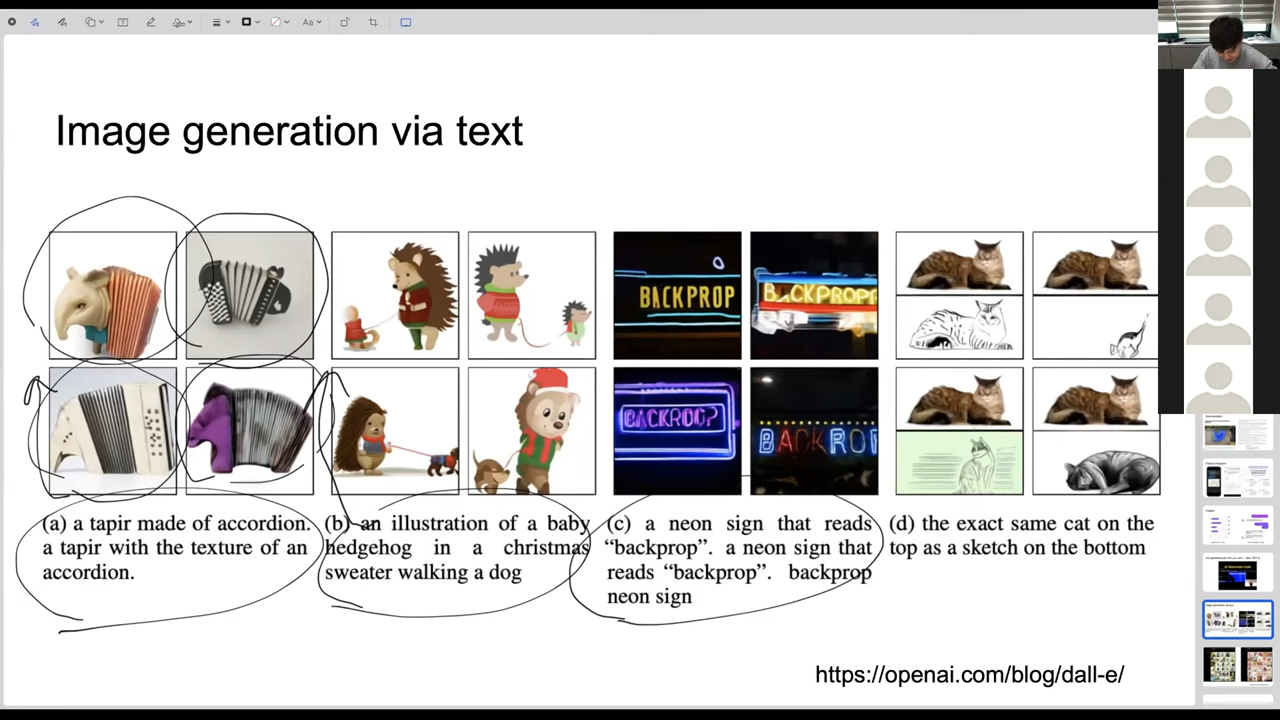 Aa
Image generation via text
BACKPROP
BACKPROP
BACKROP
(a) a tapir made of accordion.
a tapir with the texture of an
accordion.
(b) an illustration of a baby
hedgehog in a christmas
sweater walking a dog
(c) a neon sign that reads
“backprop”. a neon sign that
reads “backprop”. backprop
neon sign
(d) the exact same cat on the
top as a sketch on the bottom
https://openai.com/blog/dall-e/